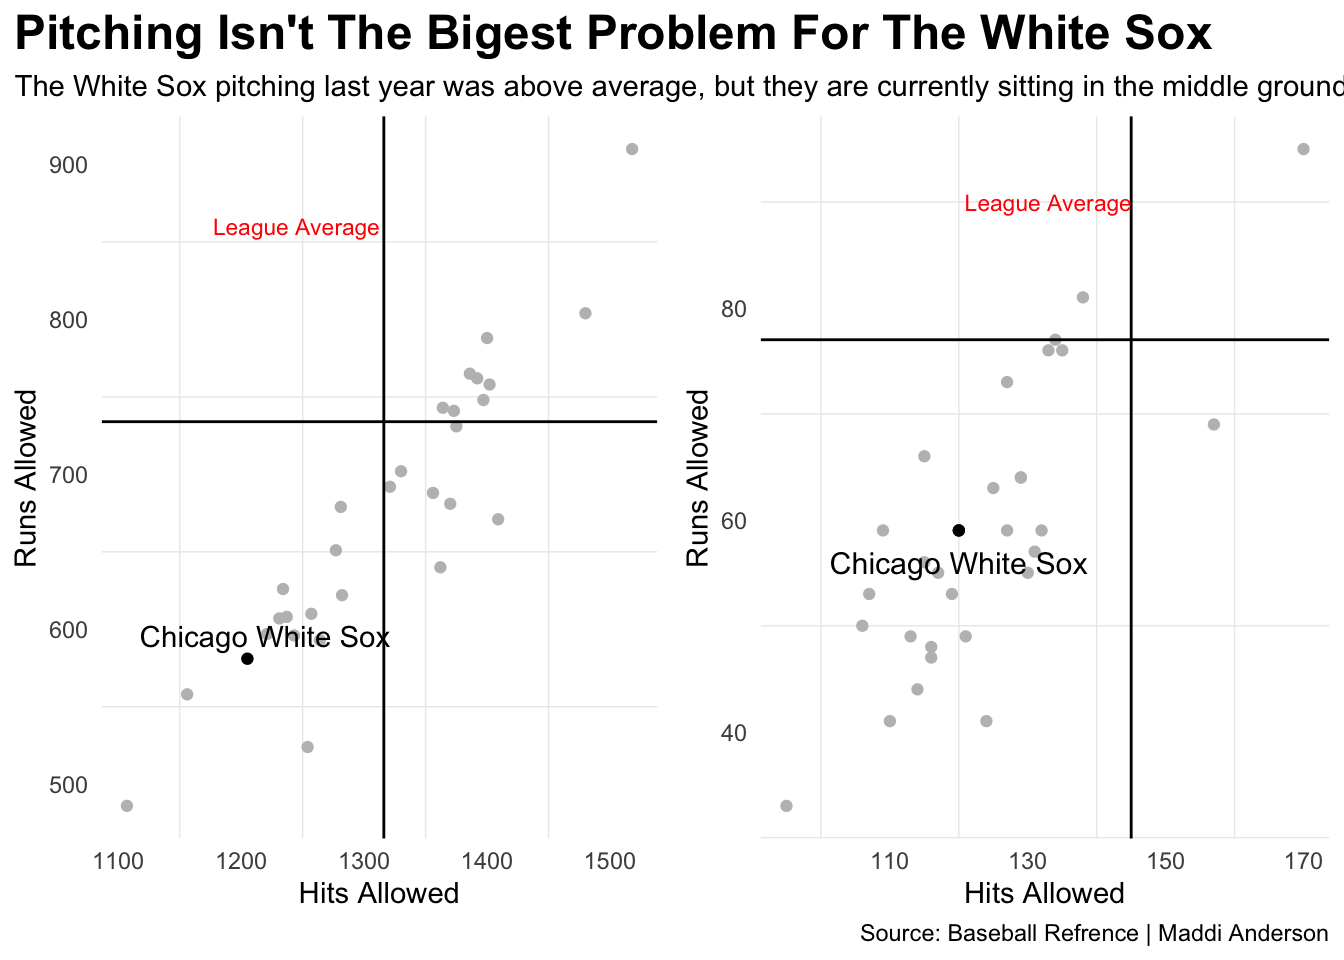 Pitching Isn't The Bigest Problem For The White Sox
The White Sox pitching last year was above average, but they are currently sitting in the middle ground
900
800
700
600
500
Runs Allowed
League Average
Chicago White Sox
1100 1200 1300 1400 1500
Hits Allowed
80
60
40
Runs Allowed
League Average
Chicago White Sox
110 130 150 170
Hits Allowed
Source: Baseball Refrence | Maddi Anderson